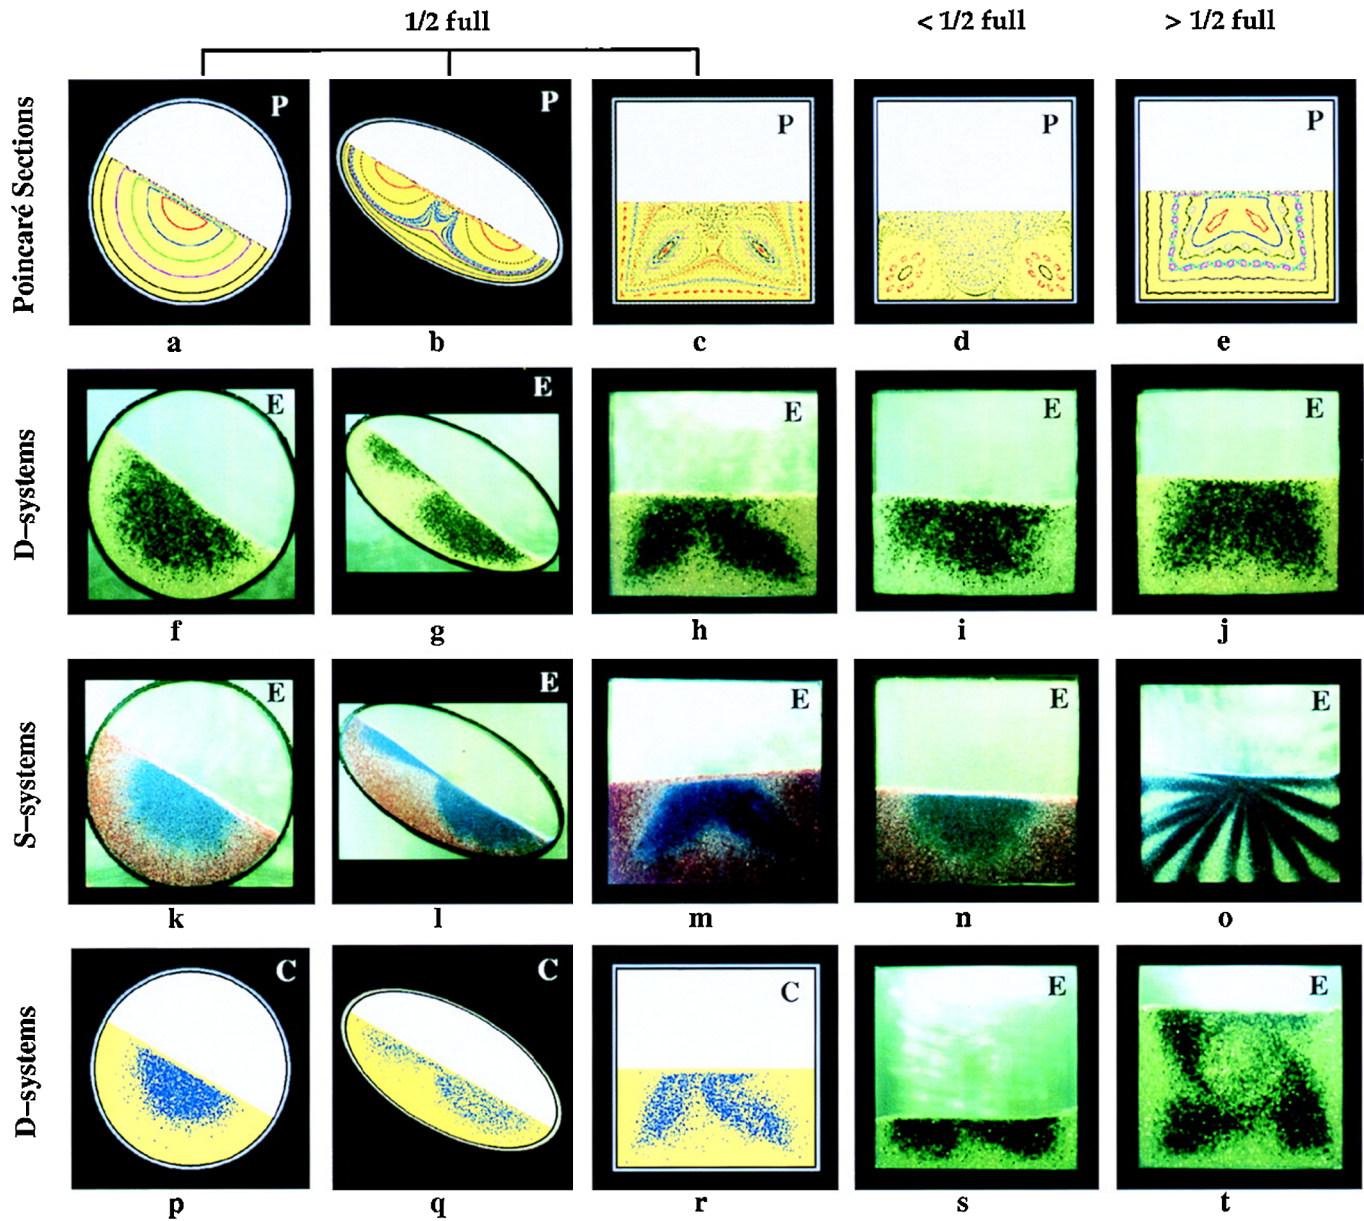 1/2 full
< 1/2 full
> 1/2 full
Poincaré Sections
P
P
P
P
P
a
b
c
d
e
D–systems
E
E
E
E
E
f
g
h
i
j
S–systems
E
E
E
E
E
k
l
m
n
o
D–systems
C
C
C
E
E
p
q
r
s
t